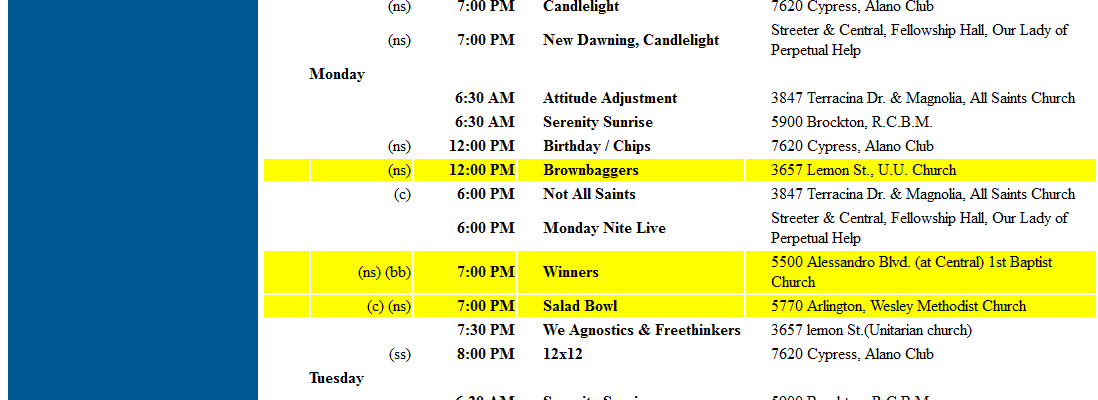 (ns) 7:00 PM Candlelight 7620 Cypress, Alano Club
(ns) 7:00 PM New Dawning, Candlelight Streeter & Central, Fellowship Hall, Our Lady of
Perpetual Help
Monday
6:30 AM Attitude Adjustment 3847 Terracina Dr. & Magnolia, All Saints Church
6:30 AM Serenity Sunrise 5900 Brockton, R.C.B.M.
(ns) 12:00 PM Birthday / Chips 7620 Cypress, Alano Club
(ns) 12:00 PM Brownbaggers 3657 Lemon St., U.U. Church
(c) 6:00 PM Not All Saints 3847 Terracina Dr. & Magnolia, All Saints Church
6:00 PM Monday Nite Live Streeter & Central, Fellowship Hall, Our Lady of
Perpetual Help
(ns) (bb) 7:00 PM Winners 5500 Alessandro Blvd. (at Central) 1st Baptist
Church
(c) (ns) 7:00 PM Salad Bowl 5770 Arlington, Wesley Methodist Church
7:30 PM We Agnostics & Freethinkers 3657 lemon St.(Unitarian church)
(ss) 8:00 PM 12x12 7620 Cypress, Alano Club
Tuesday